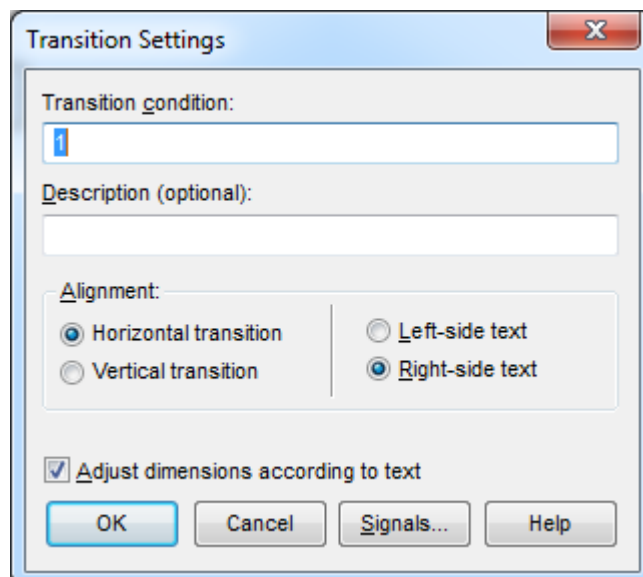 Transition Settings
Transition condition:
1
Description (optional):
Alignment:
Horizontal transition
Left-side text
Vertical transition
Right-side text
Adjust dimensions according to text
OK Cancel Signals... Help